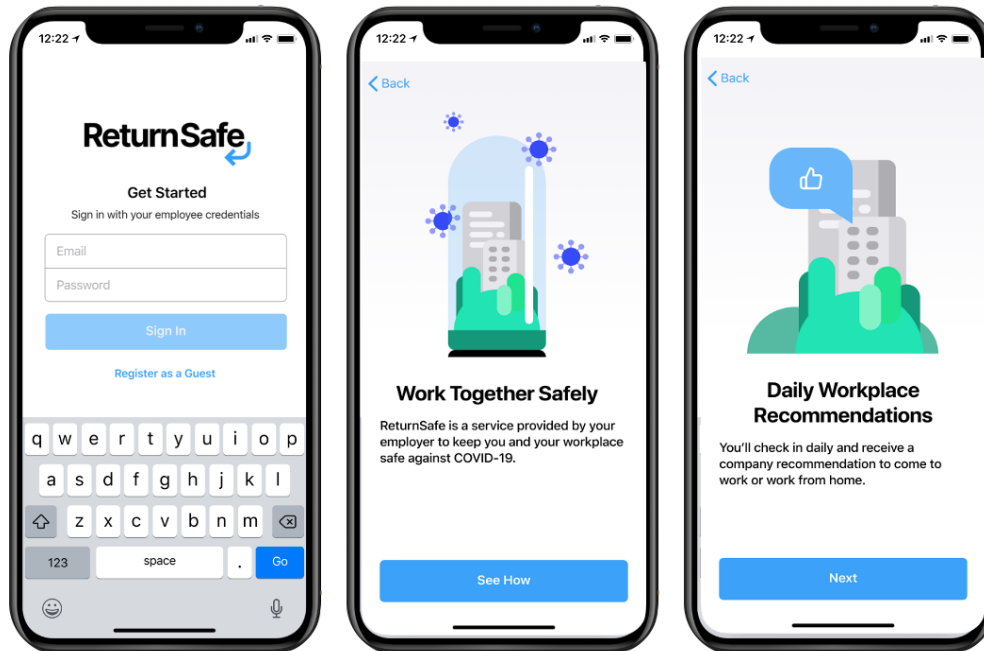 12:22
ReturnSafe
Get Started
Sign in with your employee credentials
Email
Password
Sign In
Register as a Guest
q w e r t y u i o p
a s d f g h j k l
z x c v b n m
123 space . Go
12:22
Back
Work Together Safely
ReturnSafe is a service provided by your
employer to keep you and your workplace
safe against COVID-19.
See How
12:22
Back
Daily Workplace
Recommendations
You’ll check in daily and receive a
company recommendation to come to
work or work from home.
Next